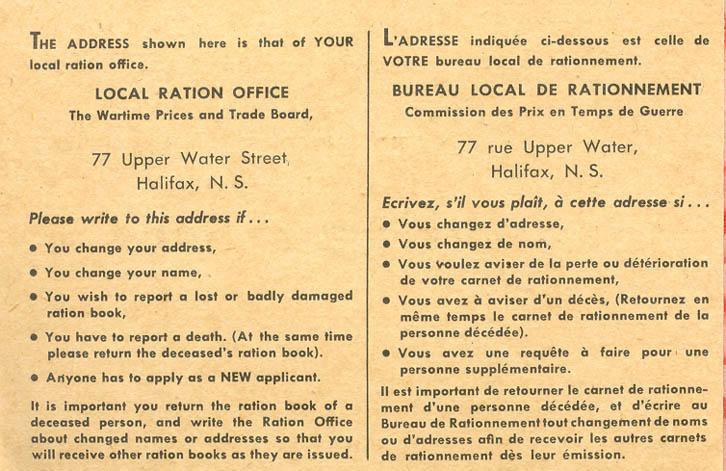 THE ADDRESS shown here is that of YOUR
local ration office.
LOCAL RATION OFFICE
The Wartime Prices and Trade Board,
77 Upper Water Street,
Halifax, N. S.
Please write to this address if...
● You change your address,
● You change your name,
● You wish to report a lost or badly damaged
ration book,
● You have to report a death. (At the same time
please return the deceased's ration book).
● Anyone has to apply as a NEW applicant.
It is important you return the ration book of a
deceased person, and write the Ration Office
about changed names or addresses so that you
will receive other ration books as they are issued.
L'ADRESSE indiquée ci-dessous est celle de
VOTRE bureau local de rationnement.
BUREAU LOCAL DE RATIONNEMENT
Commission des Prix en Temps de Guerre
77 rue Upper Water,
Halifax, N. S.
Ecrivez, s'il vous plaît, à cette adresse si...
● Vous changez d'adresse,
● Vous changez de nom,
● Vous voulez aviser de la perte ou détérioration
de votre carnet de rationnement,
● Vous avez à aviser d'un décès, (Retournez en
même temps le carnet de rationnement de la
personne décédée).
● Vous avez une requête à faire pour une
personne supplémentaire.
Il est important de retourner le carnet de rationne-
ment d'une personne décédée, et d'écrire au
Bureau de Rationnement tout changement de noms
ou d'adresses afin de recevoir les autres carnets
de rationnement dès leur émission.